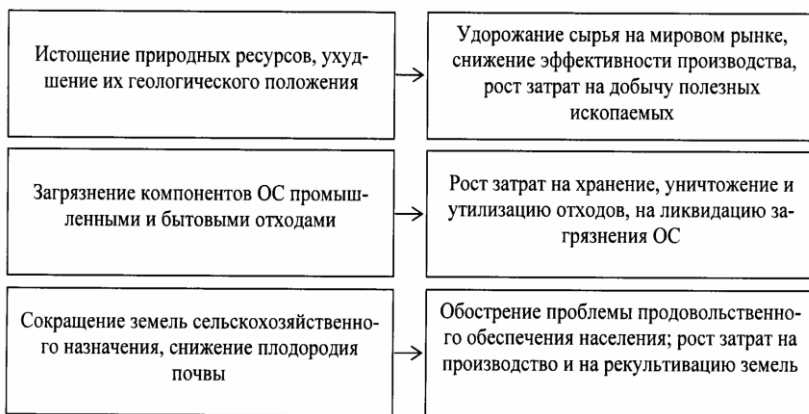 Истощение природных ресурсов, ухуд-
шение их геологического положения
Удорожание сырья на мировом рынке,
снижение эффективности производства,
рост затрат на добычу полезных
ископаемых
Загрязнение компонентов ОС промыш-
ленными и бытовыми отходами
Рост затрат на хранение, уничтожение и
утилизацию отходов, на ликвидацию за-
грязнения ОС
Сокращение земель сельскохозяйственно-
го назначения, снижение плодородия
почвы
Обострение проблемы продовольственно-
го обеспечения населения; рост затрат на
производство и на рекультивацию земель